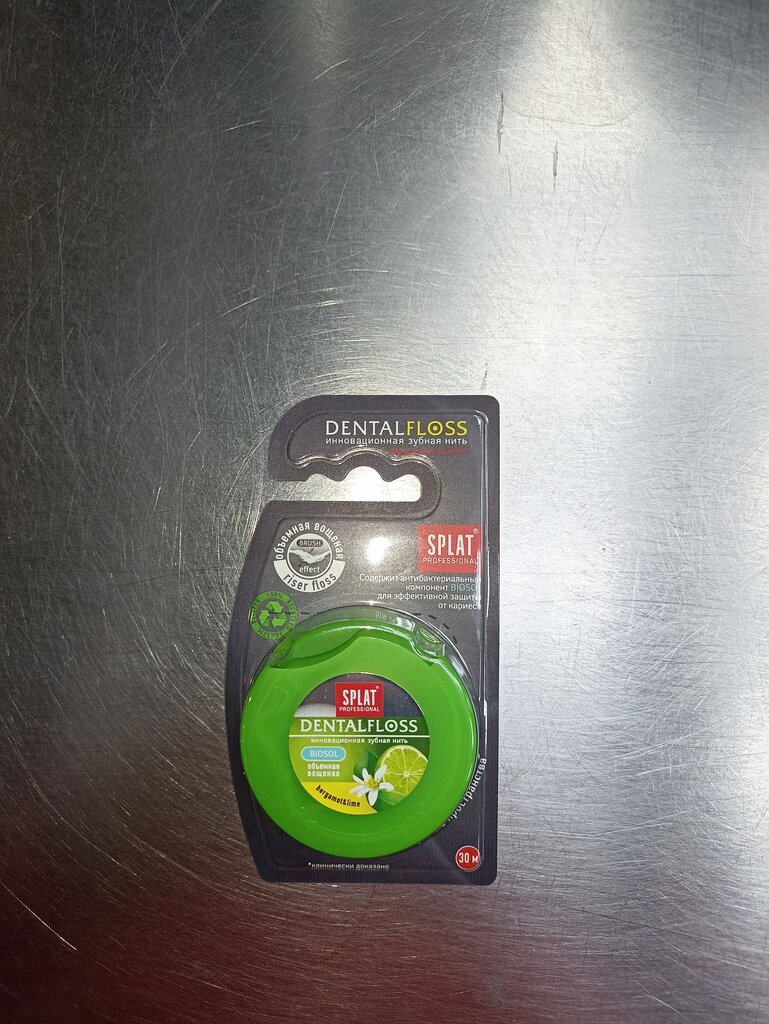 DENTALFLOSS
инновационная зубная нить
объемная вощеная
BRUSH
effect
riser floss
SPLAT
PROFESSIONAL
Содержит антибактериальный
компонент BIOSOL
для эффективной защиты
от кариеса
SPLAT
PROFESSIONAL
DENTALFLOSS
инновационная зубная нить
BIOSOL
объемная
вощеная
bergamot&lime
пространства
30 м
*клинически доказано